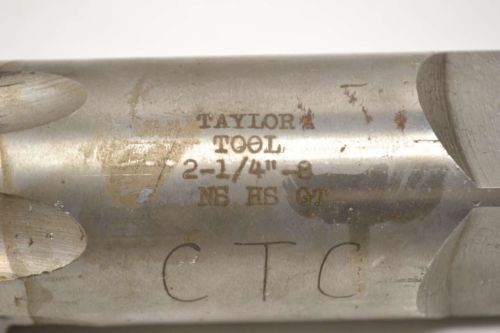 TAYLOR
TOOL
2-1/4"-8
NS HS GT
CTC